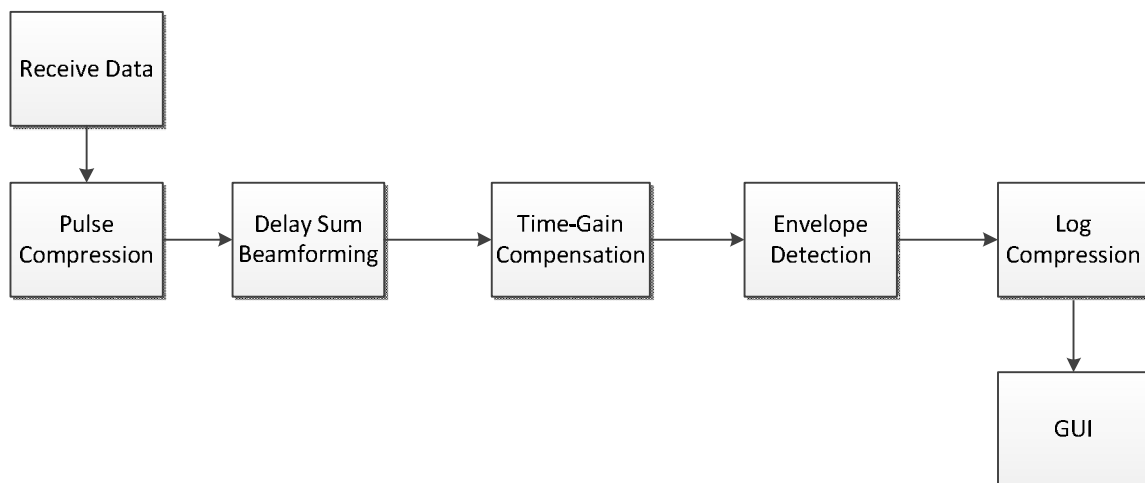 Receive Data
Pulse
Compression
Delay Sum
Beamforming
Time-Gain
Compensation
Envelope
Detection
Log
Compression
GUI